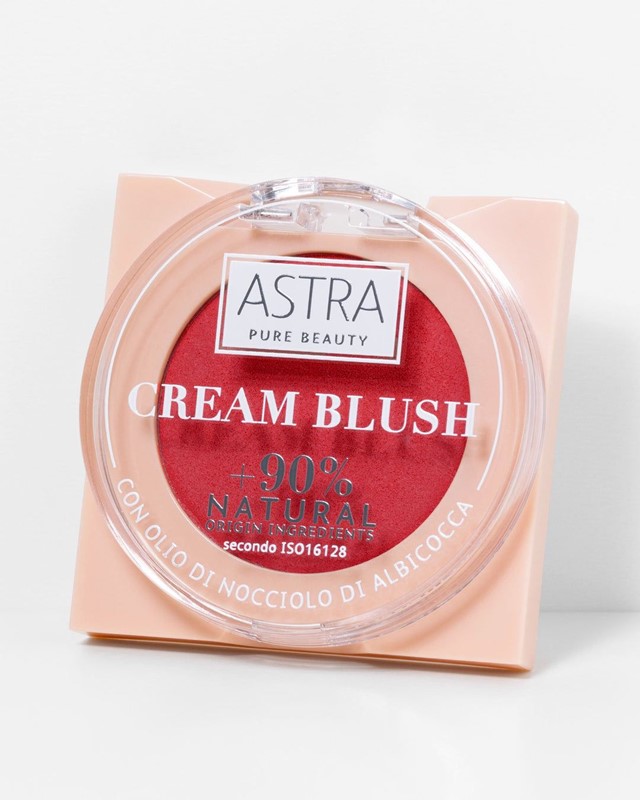 ASTRA
PURE BEAUTY
CREAM BLUSH
+90%
NATURAL
ORIGIN INGREDIENTS
secondo ISO16128
CON OLIO DI NOCCIOLO DI ALBICOCCA